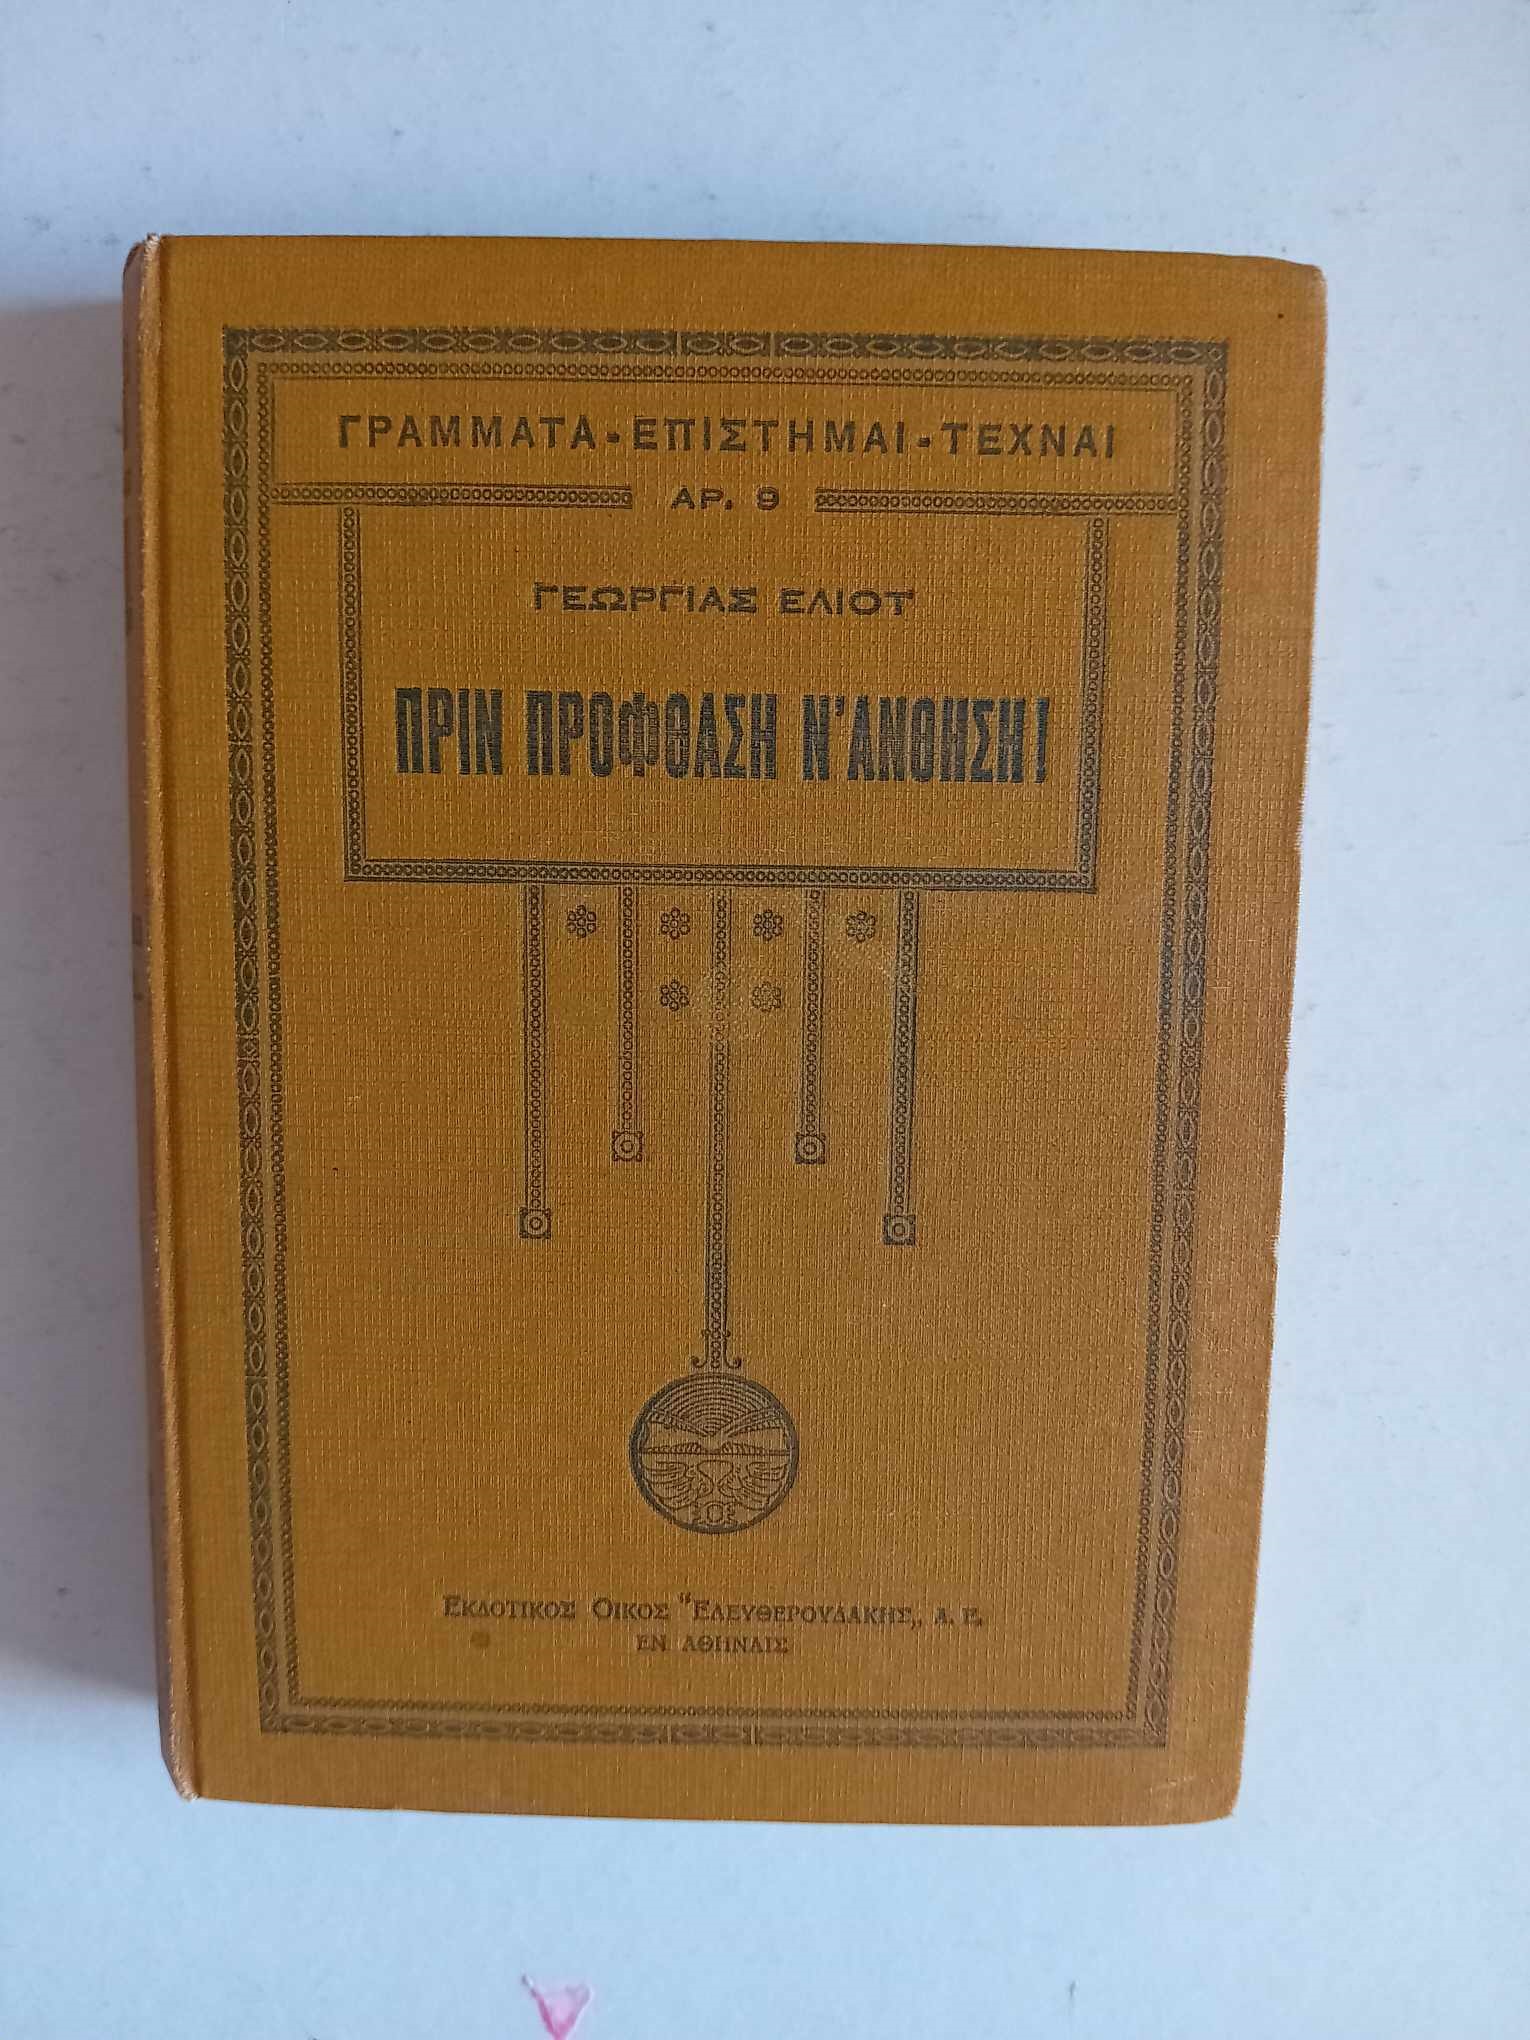 ΓΡΑΜΜΑΤΑ - ΕΠΙΣΤΗΜΑΙ - ΤΕΧΝΑΙ
ΑΡ. 9
ΓΕΩΡΓΙΑΣ ΕΛΙΟΤ
ΠΡΙΝ ΠΡΟΦΘΑΣΗ Ν'ΑΝΘΗΣΗ!
ΕΚΔΟΤΙΚΟΣ ΟΙΚΟΣ "ΕΛΕΥΘΕΡΟΥΔΑΚΗΣ„ Α. Ε.
ΕΝ ΑΘΗΝΑΙΣ